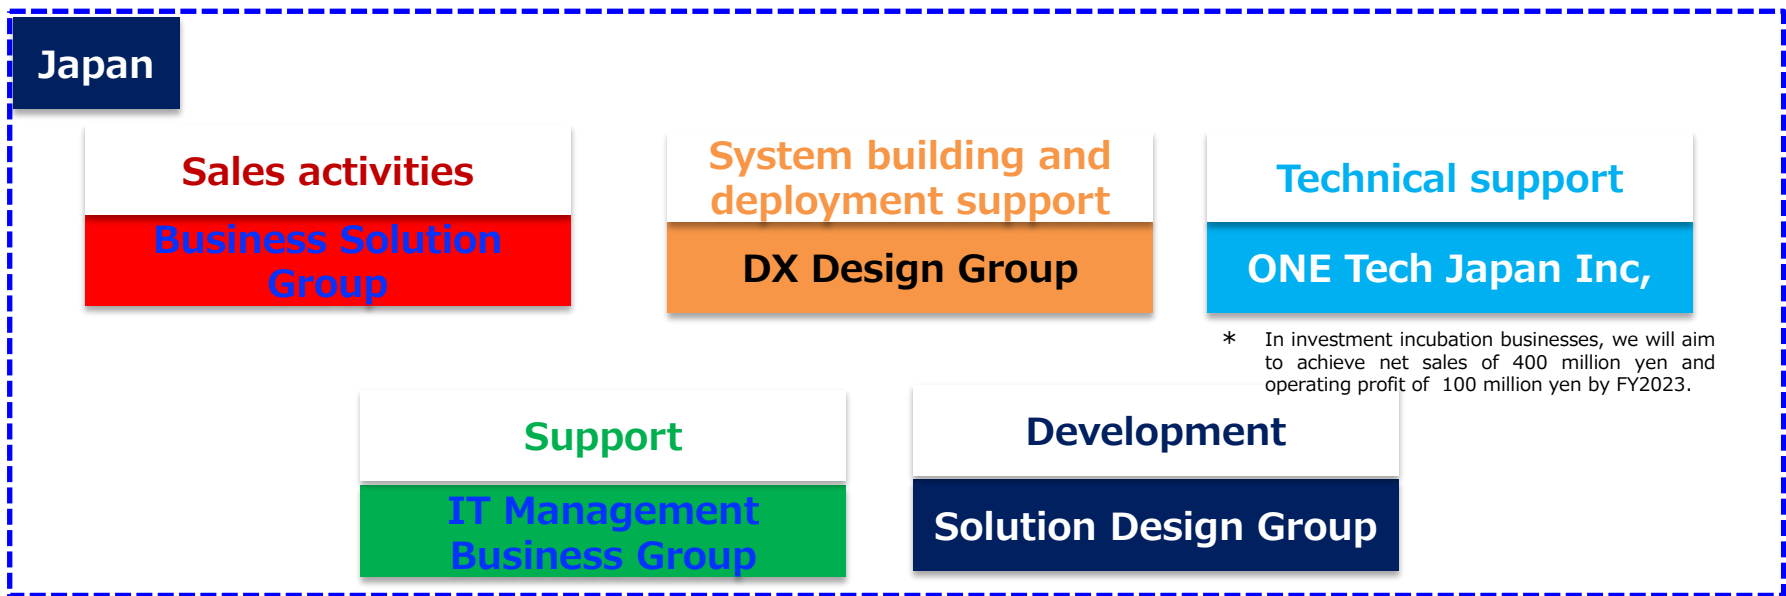 Japan
Sales activities
Business Solution
Group
System building and
deployment support
DX Design Group
Technical support
ONE Tech Japan Inc,
* In investment incubation businesses, we will aim
to achieve net sales of 400 million yen and
operating profit of 100 million yen by FY2023.
Support
IT Management
Business Group
Development
Solution Design Group